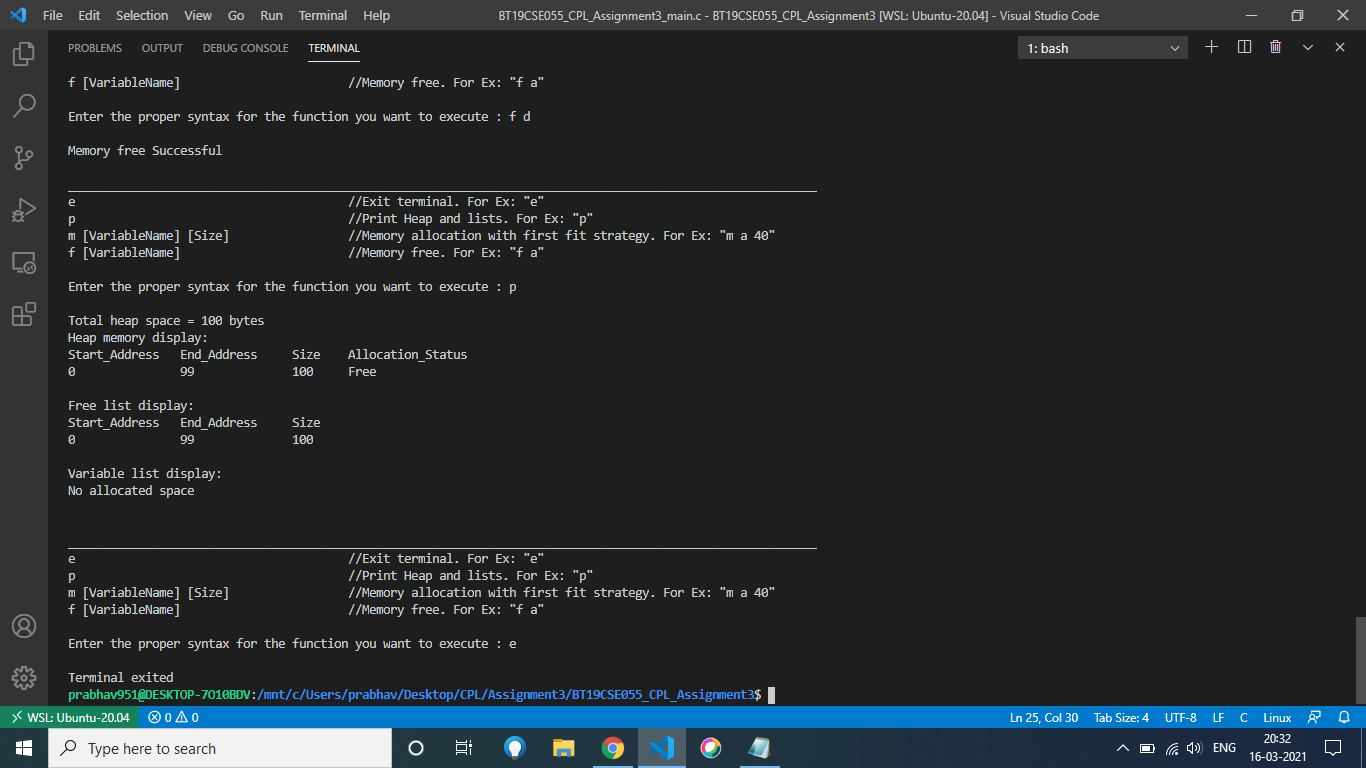 File Edit Selection View Go Run Terminal Help BT19CSE055_CPL_Assignment3_main.c - BT19CSE055_CPL_Assignment3 [WSL: Ubuntu-20.04] - Visual Studio Code
PROBLEMS OUTPUT DEBUG CONSOLE TERMINAL 1: bash
f [VariableName] //Memory free. For Ex: "f a"
Enter the proper syntax for the function you want to execute : f d
Memory free Successful
e //Exit terminal. For Ex: "e"
p //Print Heap and lists. For Ex: "p"
m [VariableName] [Size] //Memory allocation with first fit strategy. For Ex: "m a 40"
f [VariableName] //Memory free. For Ex: "f a"
Enter the proper syntax for the function you want to execute : p
Total heap space = 100 bytes
Heap memory display:
Start_Address End_Address Size Allocation_Status
0 99 100 Free
Free list display:
Start_Address End_Address Size
0 99 100
Variable list display:
No allocated space
e //Exit terminal. For Ex: "e"
p //Print Heap and lists. For Ex: "p"
m [VariableName] [Size] //Memory allocation with first fit strategy. For Ex: "m a 40"
f [VariableName] //Memory free. For Ex: "f a"
Enter the proper syntax for the function you want to execute : e
Terminal exited
prabhav951@DESKTOP-7O10BDV:/mnt/c/Users/prabhav/Desktop/CPL/Assignment3/BT19CSE055_CPL_Assignment3$
WSL: Ubuntu-20.04 0 0 Ln 25, Col 30 Tab Size: 4 UTF-8 LF C Linux
Type here to search ENG 20:32
16-03-2021